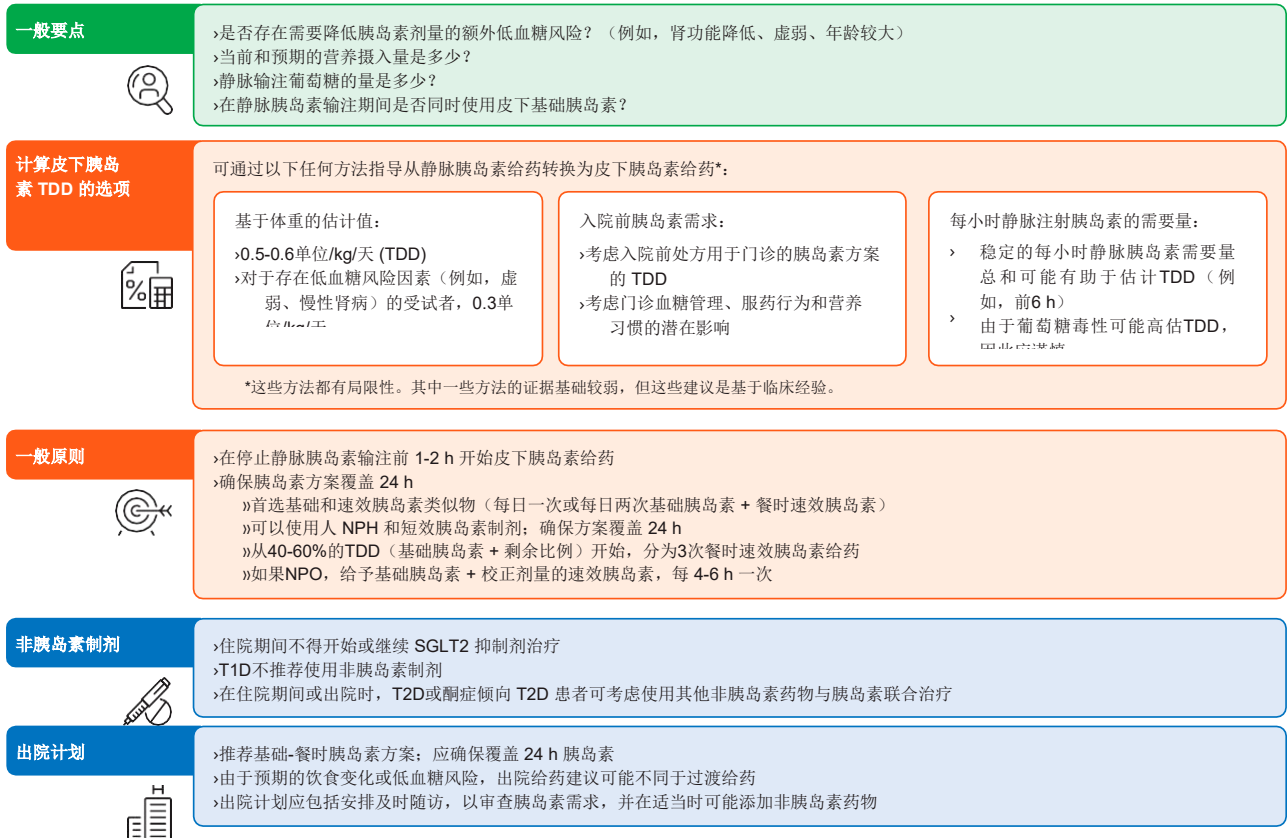 一般要点
›是否存在需要降低胰岛素剂量的额外低血糖风险？（例如，肾功能降低、虚弱、年龄较大）
›当前和预期的营养摄入量是多少？
›静脉输注葡萄糖的量是多少？
›在静脉胰岛素输注期间是否同时使用皮下基础胰岛素？
计算皮下胰岛
素 TDD 的选项
可通过以下任何方法指导从静脉胰岛素给药转换为皮下胰岛素给药*：
基于体重的估计值：
›0.5-0.6单位/kg/天 (TDD)
›对于存在低血糖风险因素（例如，虚
弱、慢性肾病）的受试者，0.3单
入院前胰岛素需求：
›考虑入院前处方用于门诊的胰岛素方案
的 TDD
›考虑门诊血糖管理、服药行为和营养
习惯的潜在影响
每小时静脉注射胰岛素的需要量：
› 稳定的每小时静脉胰岛素需要量
总和可能有助于估计TDD（例
如，前6 h）
› 由于葡萄糖毒性可能高估TDD，
*这些方法都有局限性。其中一些方法的证据基础较弱，但这些建议是基于临床经验。
一般原则
›在停止静脉胰岛素输注前 1-2 h 开始皮下胰岛素给药
›确保胰岛素方案覆盖 24 h
»首选基础和速效胰岛素类似物（每日一次或每日两次基础胰岛素 + 餐时速效胰岛素）
»可以使用人 NPH 和短效胰岛素制剂；确保方案覆盖 24 h
»从40-60%的TDD（基础胰岛素 + 剩余比例）开始，分为3次餐时速效胰岛素给药
»如果NPO，给予基础胰岛素 + 校正剂量的速效胰岛素，每 4-6 h 一次
非胰岛素制剂
›住院期间不得开始或继续 SGLT2 抑制剂治疗
›T1D不推荐使用非胰岛素制剂
›在住院期间或出院时，T2D或酮症倾向 T2D 患者可考虑使用其他非胰岛素药物与胰岛素联合治疗
出院计划
›推荐基础-餐时胰岛素方案；应确保覆盖 24 h 胰岛素
›由于预期的饮食变化或低血糖风险，出院给药建议可能不同于过渡给药
›出院计划应包括安排及时随访，以审查胰岛素需求，并在适当时可能添加非胰岛素药物
H